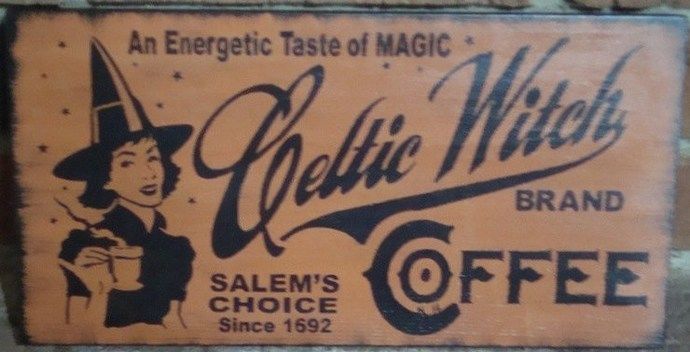 An Energetic Taste of MAGIC
Celtic Witch
BRAND
COFFEE
SALEM'S
CHOICE
Since 1692